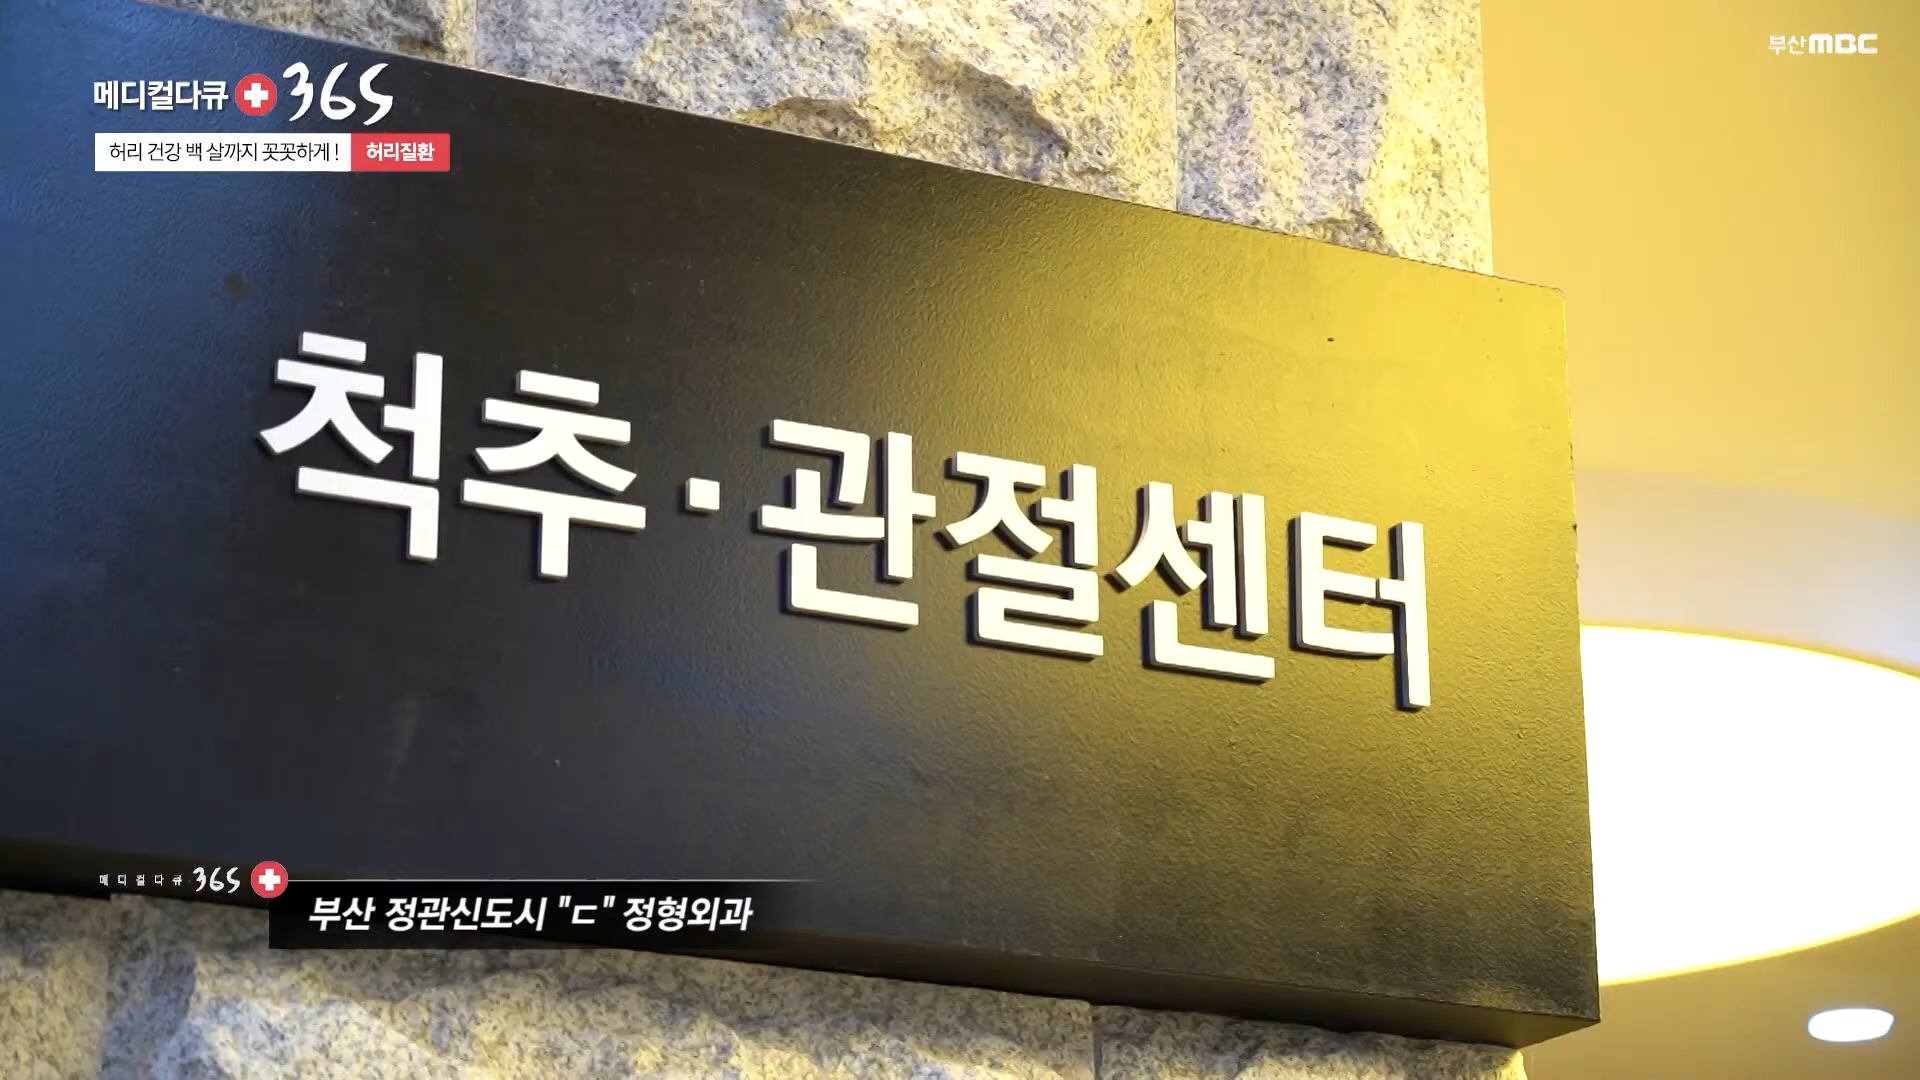 부산MBC
메디컬다큐 365
허리 건강 백 살까지 꼿꼿하게! 허리질환
척추·관절센터
메디컬다큐 365
부산 정관신도시 "ㄷ" 정형외과